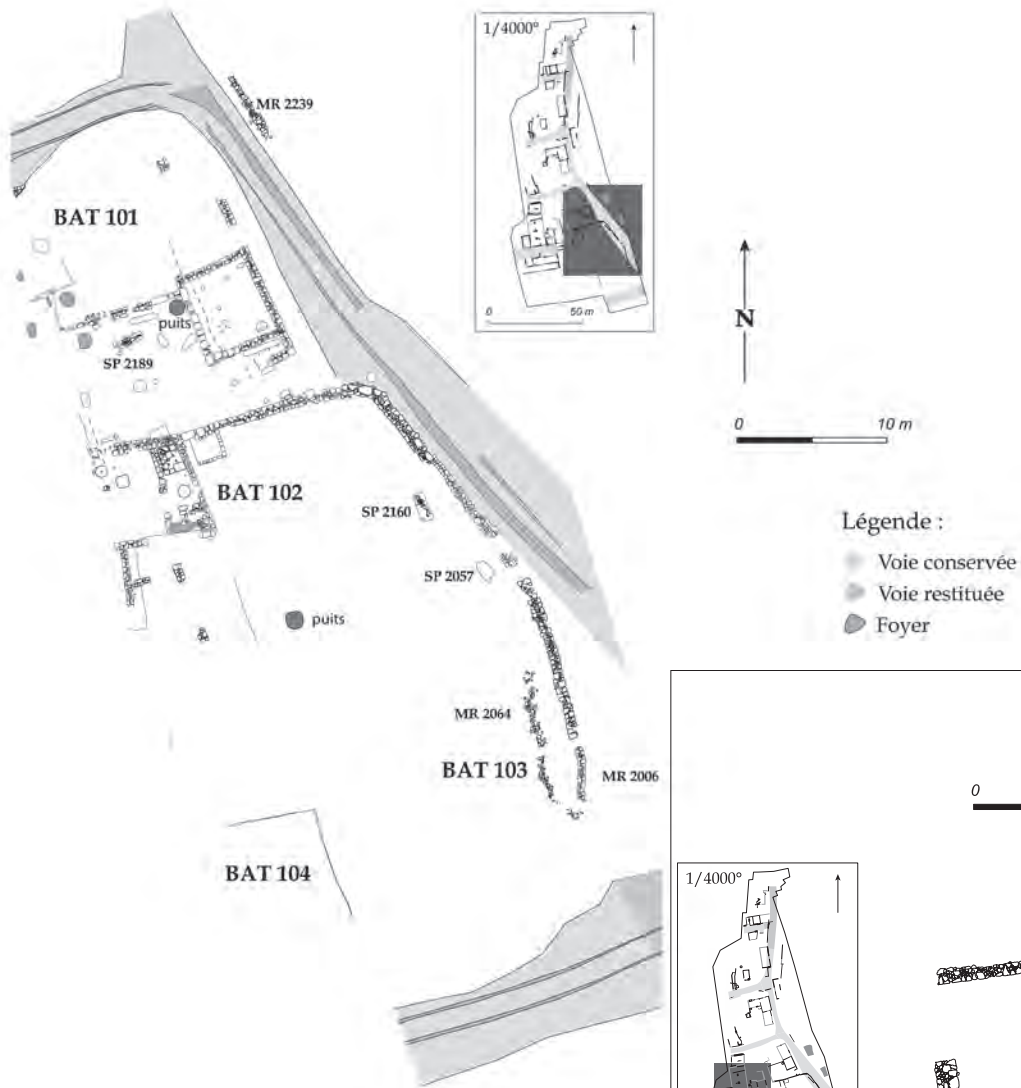 1/4000°
MR 2239
BAT 101
0 50 m
puits
SP 2189
N
0 10 m
BAT 102
SP 2160
SP 2057
puits
Légende :
Voie conservée
Voie restituée
Foyer
MR 2064
BAT 103
MR 2006
0
BAT 104
1/4000°